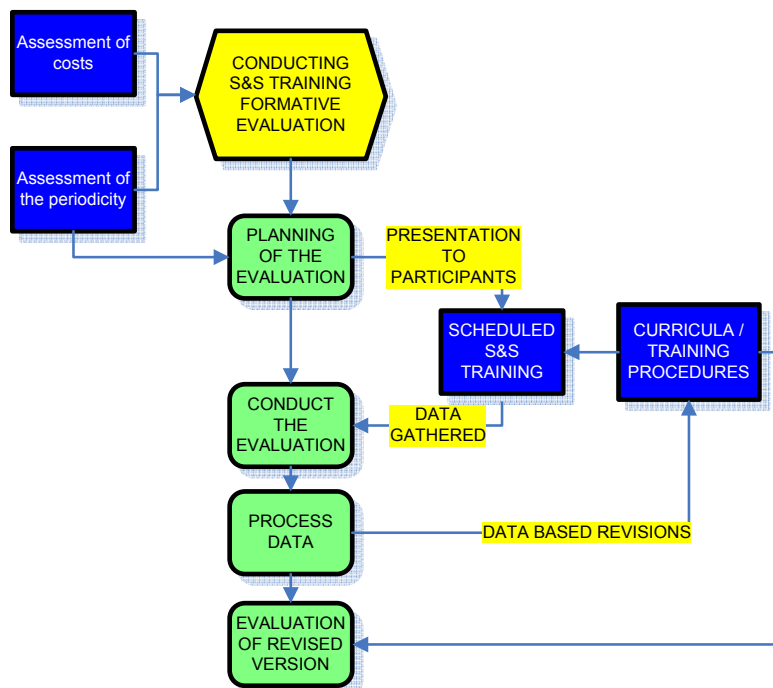 Assessment of
costs
CONDUCTING
S&S TRAINING
FORMATIVE
EVALUATION
Assessment of
the periodicity
PLANNING
OF THE
EVALUATION
PRESENTATION
TO
PARTICIPANTS
SCHEDULED
S&S
TRAINING
CURRICULA /
TRAINING
PROCEDURES
CONDUCT
THE
EVALUATION
DATA
GATHERED
PROCESS
DATA
DATA BASED REVISIONS
EVALUATION
OF REVISED
VERSION